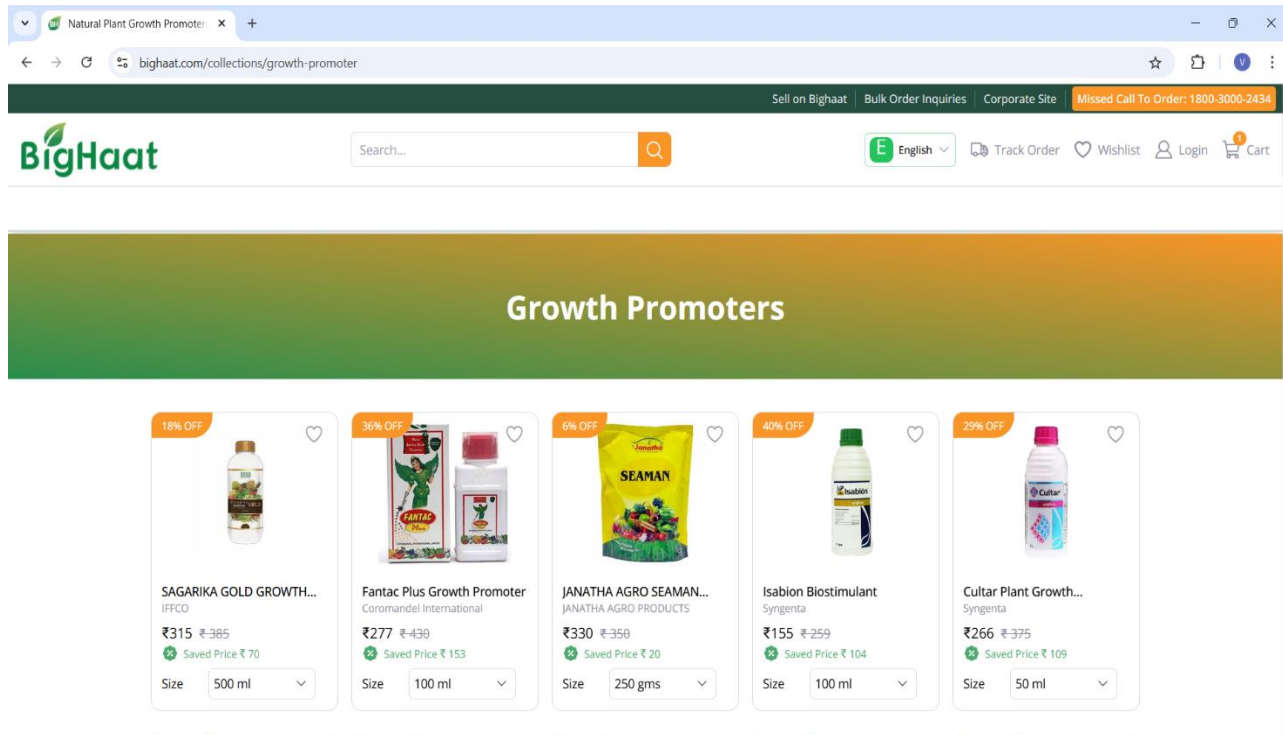 Natural Plant Growth Promoter
bighaat.com/collections/growth-promoter
V
Sell on Bighaat Bulk Order Inquiries Corporate Site Missed Call To Order: 1800-3000-2434
BigHaat
Search...
E English Track Order Wishlist Login 1 Cart
Growth Promoters
18% OFF 36% OFF 6% OFF 40% OFF 29% OFF
Janatha
SEAMAN
Isabion
Cultar
FANTAC
Plus
SAGARIKA GOLD GROWTH... Fantac Plus Growth Promoter JANATHA AGRO SEAMAN... Isabion Biostimulant Cultar Plant Growth...
IFFCO Coromandel International JANATHA AGRO PRODUCTS Syngenta Syngenta
₹315 ₹ 385 ₹277 ₹ 430 ₹330 ₹ 350 ₹155 ₹ 259 ₹266 ₹ 375
Saved Price ₹ 70 Saved Price ₹ 153 Saved Price ₹ 20 Saved Price ₹ 104 Saved Price ₹ 109
Size 500 ml Size 100 ml Size 250 gms Size 100 ml Size 50 ml